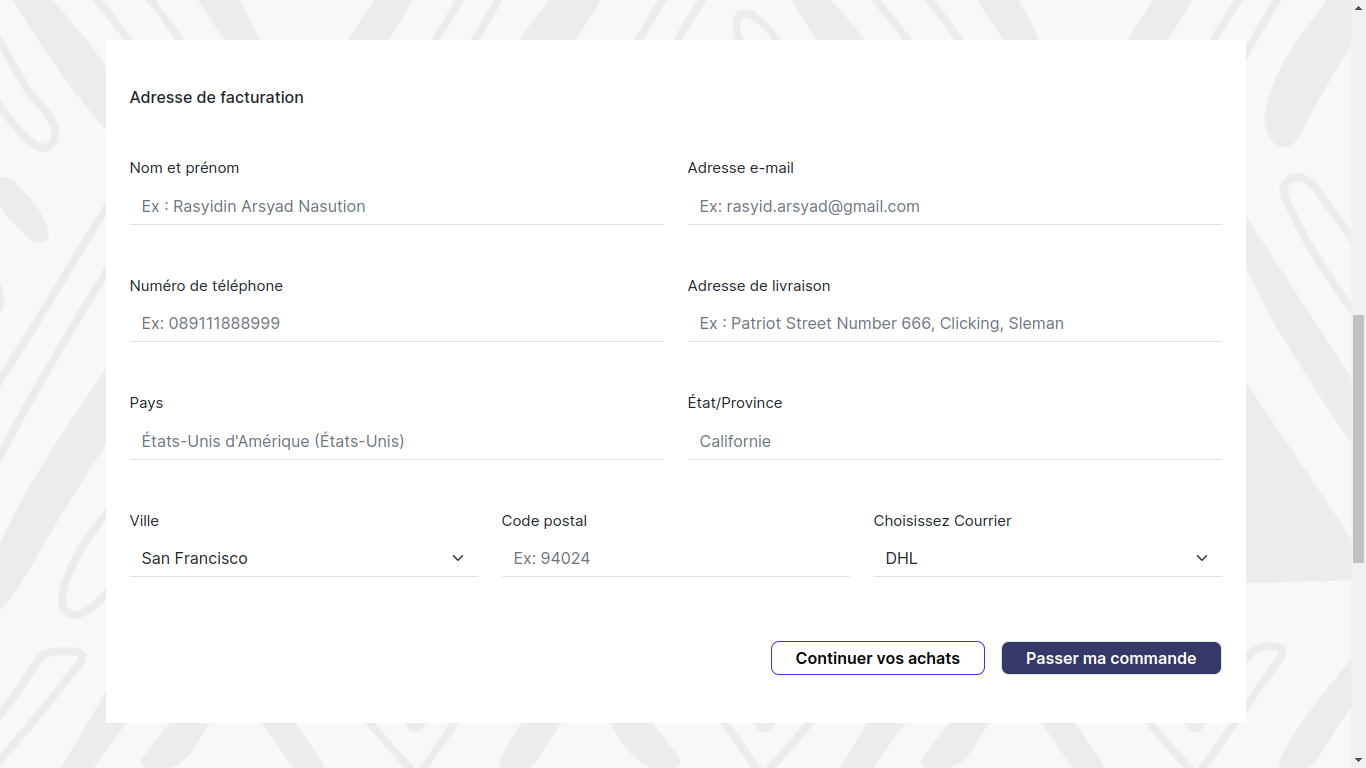 Adresse de facturation
Nom et prénom
Adresse e-mail
Ex : Rasyidin Arsyad Nasution
Ex: rasyid.arsyad@gmail.com
Numéro de téléphone
Adresse de livraison
Ex: 089111888999
Ex : Patriot Street Number 666, Clicking, Sleman
Pays
État/Province
États-Unis d'Amérique (États-Unis)
Californie
Ville
Code postal
Choisissez Courrier
San Francisco
Ex: 94024
DHL
Continuer vos achats
Passer ma commande